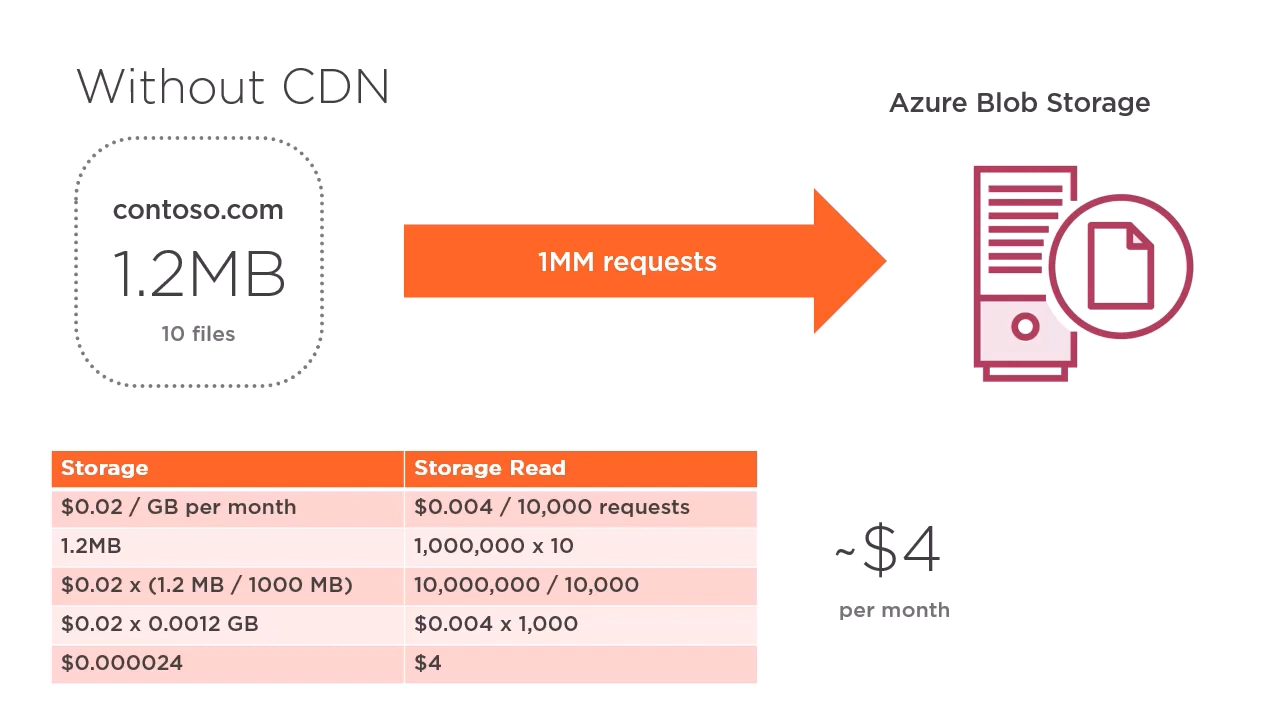 Without CDN
Azure Blob Storage
contoso.com
1.2MB
10 files
1MM requests
Storage
Storage Read
$0.02 / GB per month
$0.004 / 10,000 requests
1.2MB
1,000,000 x 10
$0.02 x (1.2 MB / 1000 MB)
10,000,000 / 10,000
$0.02 x 0.0012 GB
$0.004 x 1,000
$0.000024
$4
~$4
per month